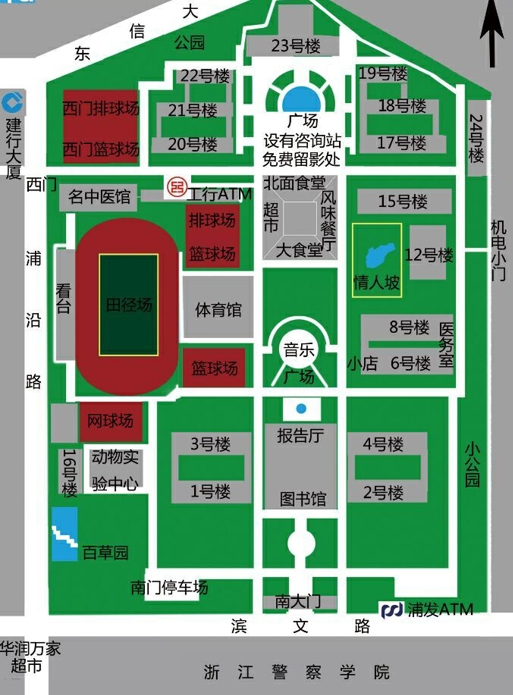 大
信
东
公园
23号楼
22号楼
19号楼
西门排球场
21号楼
18号楼
广场
建行大厦
西门篮球场
20号楼
设有咨询站
17号楼
24号楼
免费留影处
西门
名中医馆
工行ATM
北面食堂
15号楼
排球场
超市
风味餐厅
浦
篮球场
大食堂
12号楼
机电小门
情人坡
看台
田径场
体育馆
沿
8号楼
医务室
音乐
小店
6号楼
路
篮球场
广场
网球场
3号楼
报告厅
4号楼
16号楼
动物实
验中心
小公园
1号楼
图书馆
2号楼
百草园
南门停车场
南大门
浦发ATM
滨 文 路
华润万家
超市
浙江警察学院